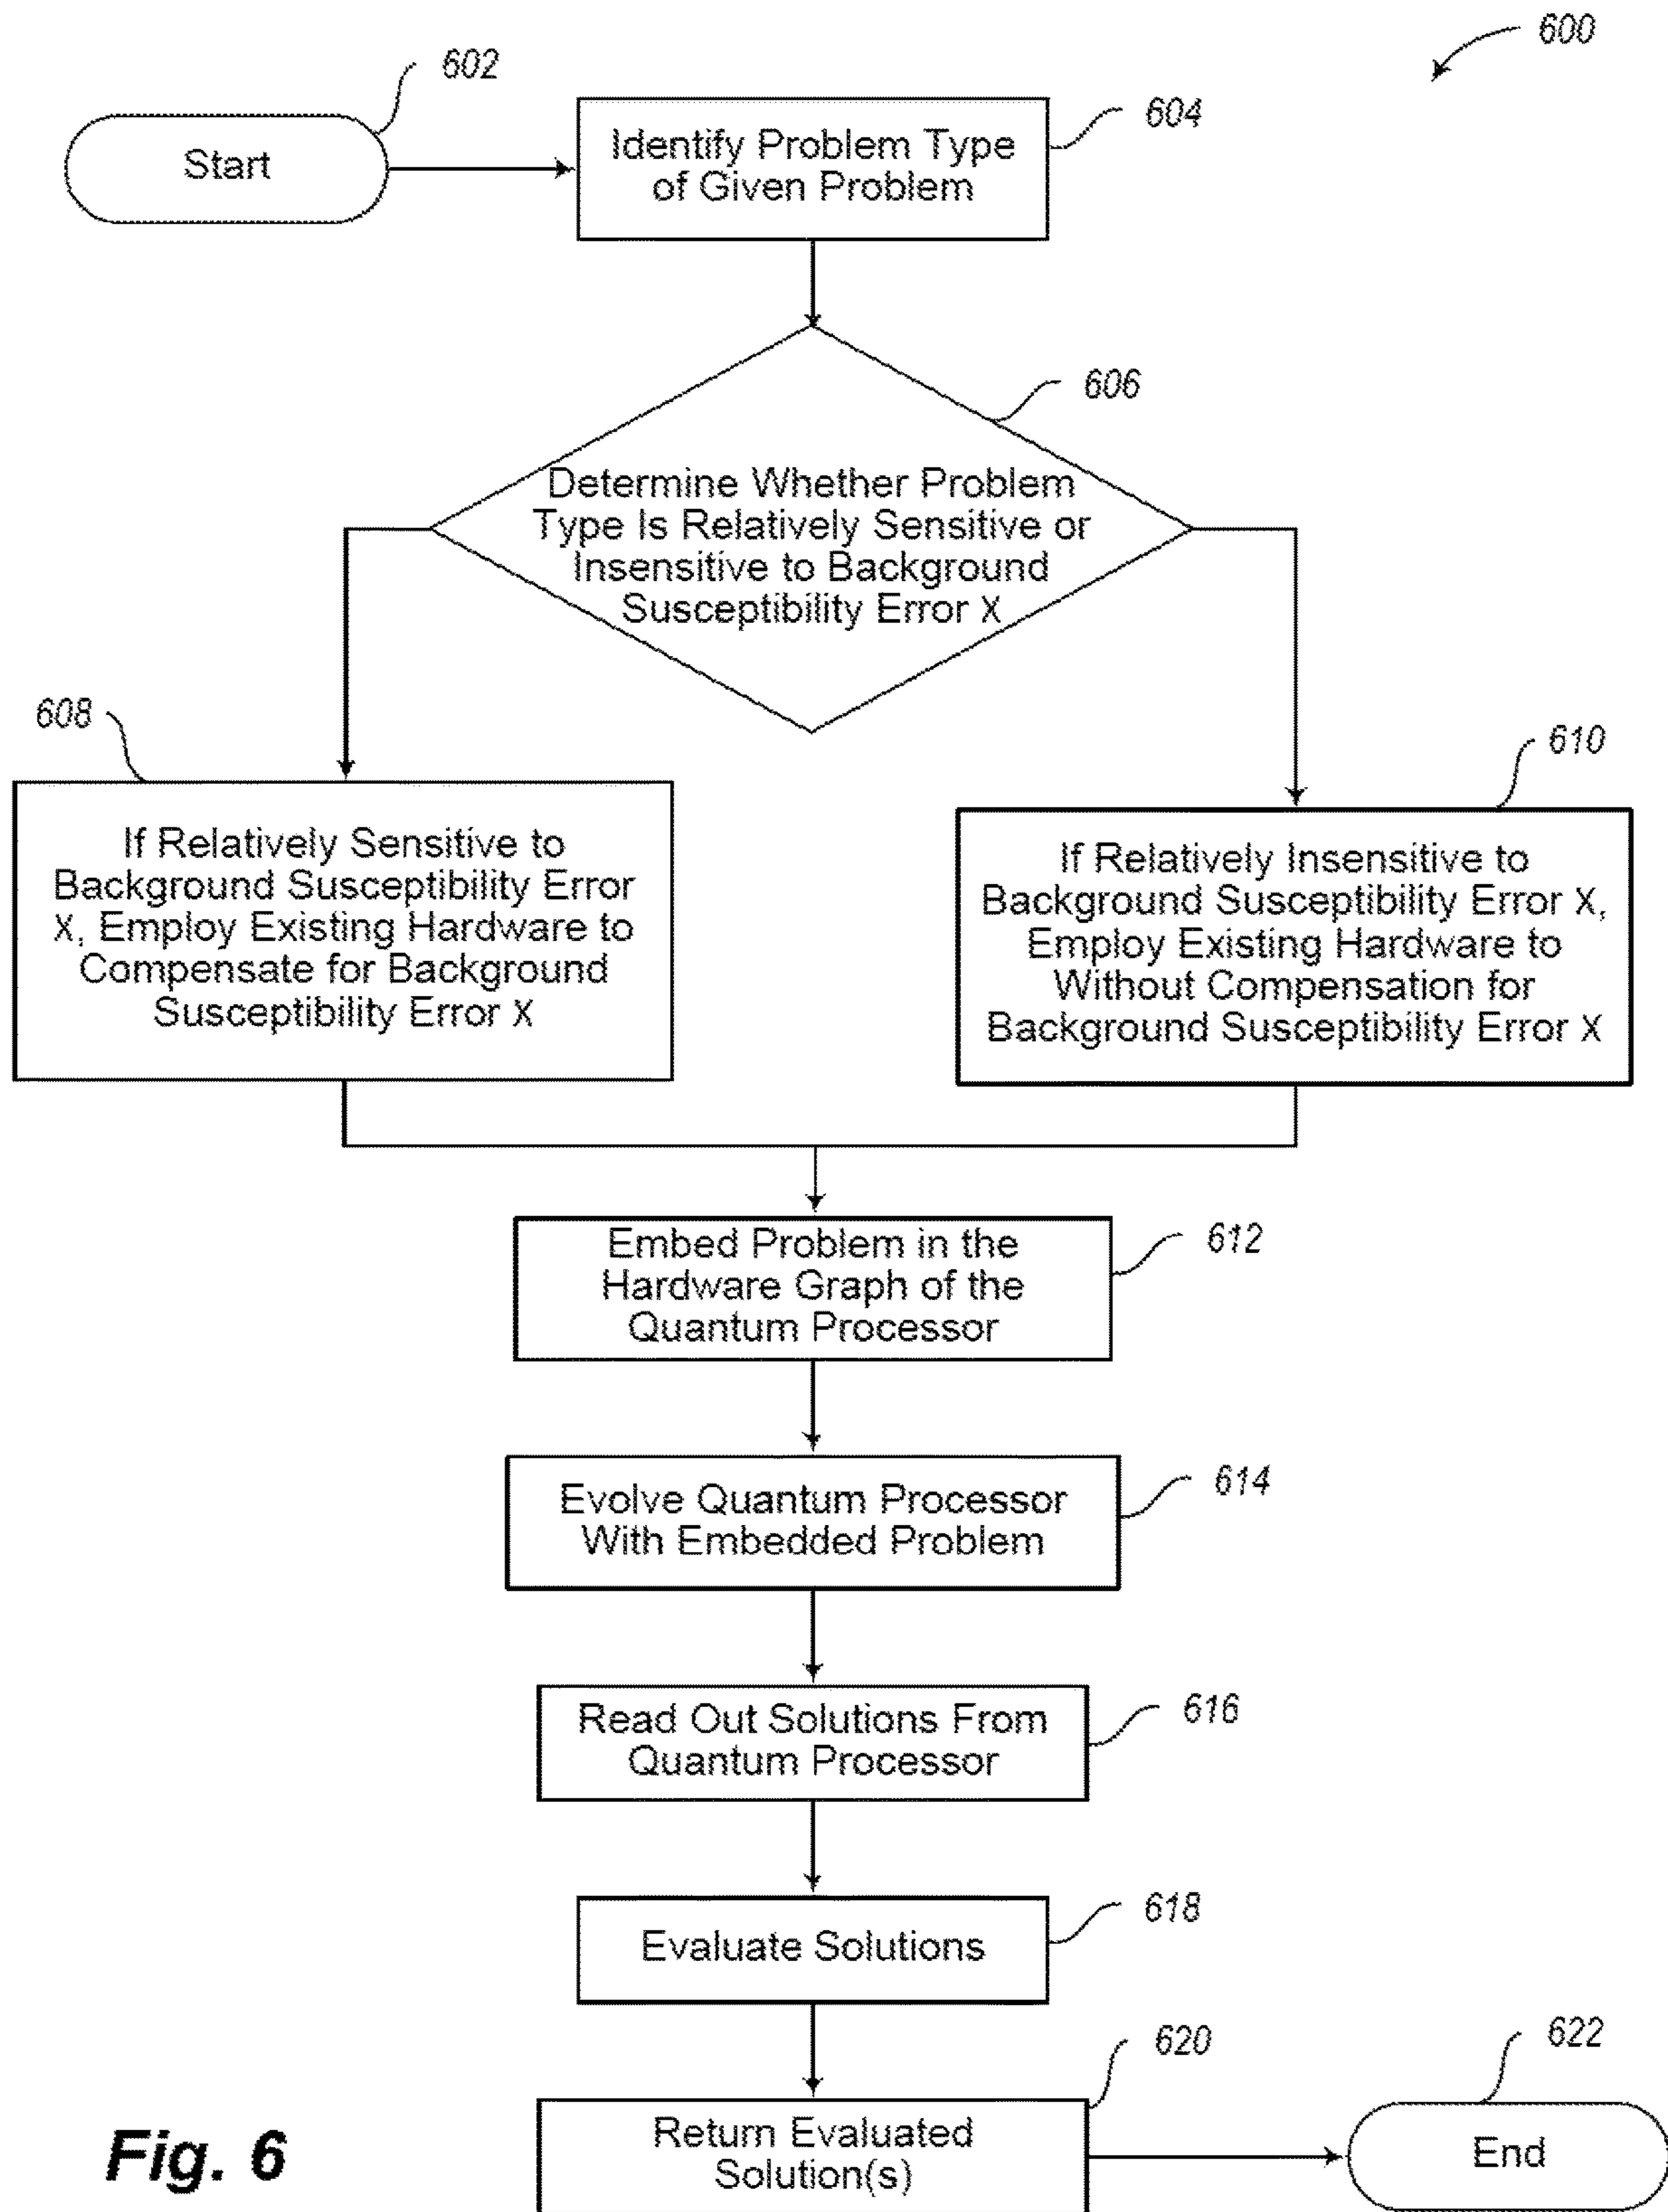 600
602
Start
604
Identify Problem Type
of Given Problem
606
Determine Whether Problem
Type Is Relatively Sensitive or
Insensitive to Background
Susceptibility Error X
608
If Relatively Sensitive to
Background Susceptibility Error
X, Employ Existing Hardware to
Compensate for Background
Susceptibility Error X
610
If Relatively Insensitive to
Background Susceptibility Error X,
Employ Existing Hardware to
Without Compensation for
Background Susceptibility Error X
612
Embed Problem in the
Hardware Graph of the
Quantum Processor
614
Evolve Quantum Processor
With Embedded Problem
616
Read Out Solutions From
Quantum Processor
618
Evaluate Solutions
620
Return Evaluated
Solution(s)
622
End
Fig. 6